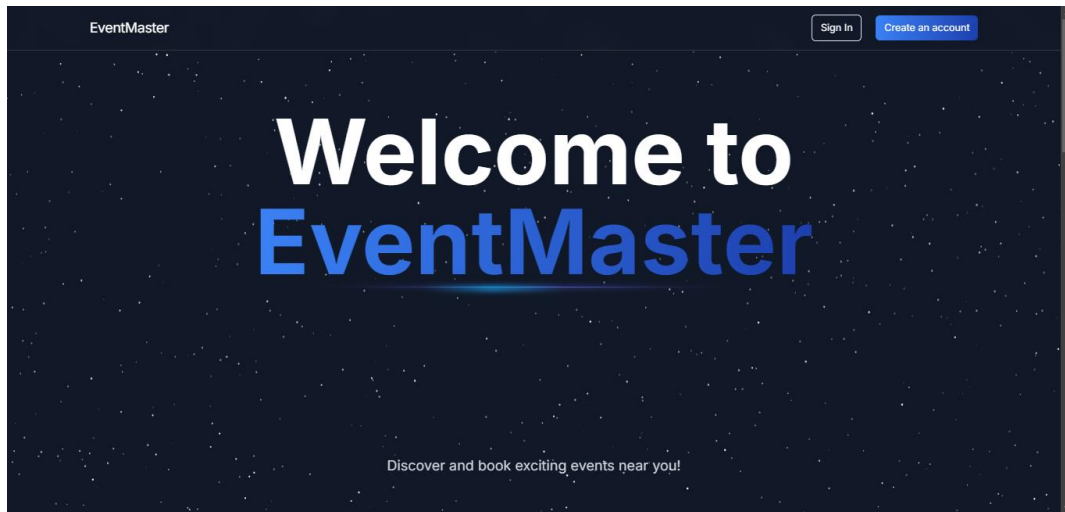 EventMaster
Sign In
Create an account
Welcome to
EventMaster
Discover and book exciting events near you!